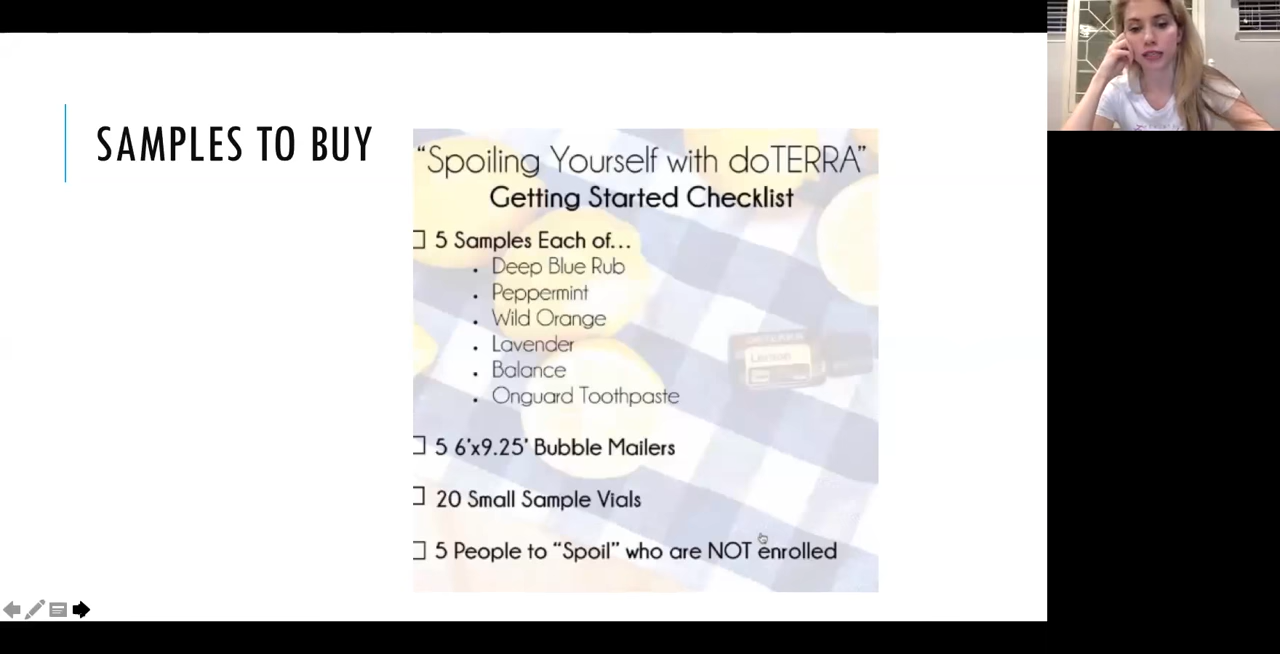 SAMPLES TO BUY
“Spoiling Yourself with doTERRA”
Getting Started Checklist
5 Samples Each of...
• Deep Blue Rub
• Peppermint
• Wild Orange
• Lavender
• Balance
• Onguard Toothpaste
5 6'x9.25' Bubble Mailers
20 Small Sample Vials
5 People to “Spoil” who are NOT enrolled
Lemon